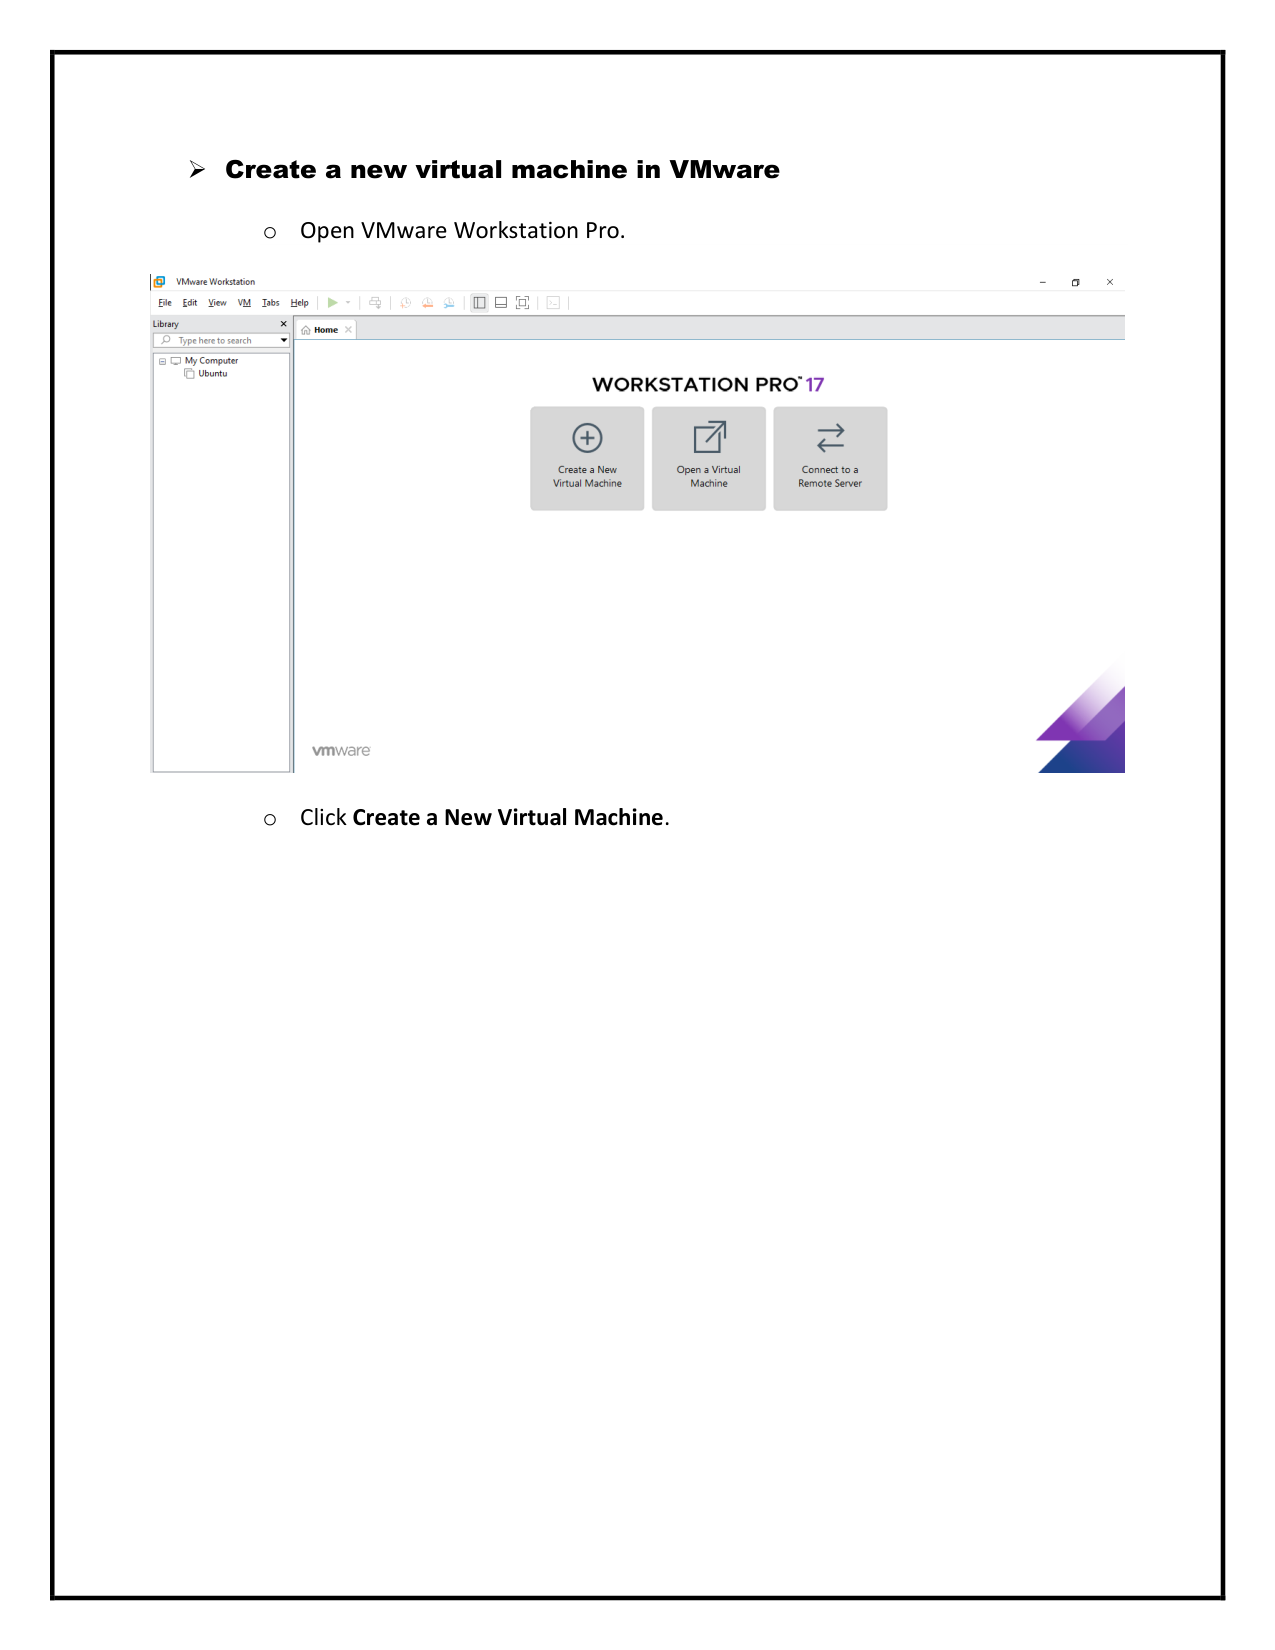 ➢ Create a new virtual machine in VMware
o Open VMware Workstation Pro.
VMware Workstation
File Edit View VM Tabs Help
Library
Home
Type here to search
My Computer
Ubuntu
WORKSTATION PRO™ 17
Create a New
Virtual Machine
Open a Virtual
Machine
Connect to a
Remote Server
vmware
o Click Create a New Virtual Machine.